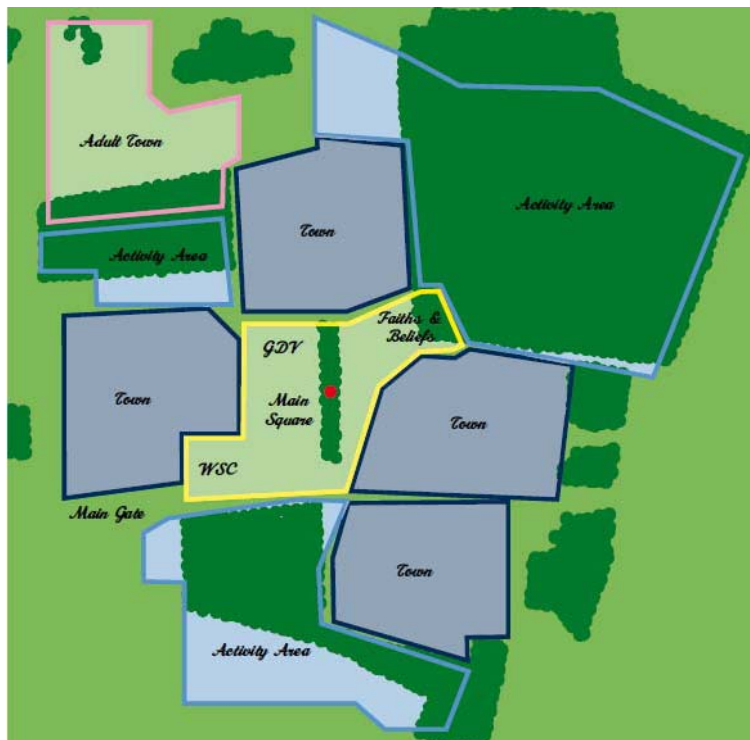 Adult Town
Activity Area
Town
Activity Area
Faiths &
Beliefs
GDV
Main
Square
Town
Town
WSC
Main Gate
Town
Activity Area